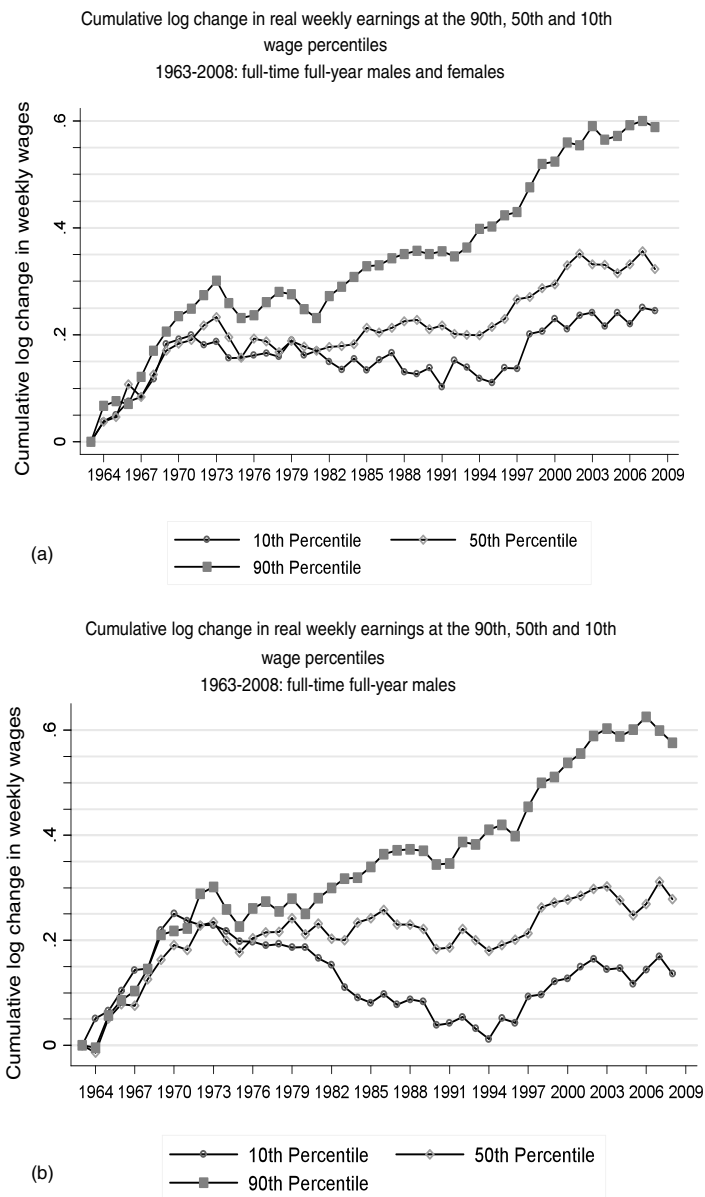 Cumulative log change in real weekly earnings at the 90th, 50th and 10th
wage percentiles
1963-2008: full-time full-year males and females
Cumulative log change in weekly wages
.6
.4
.2
0
1964 1967 1970 1973 1976 1979 1982 1985 1988 1991 1994 1997 2000 2003 2006 2009
10th Percentile 50th Percentile
90th Percentile
(a)
Cumulative log change in real weekly earnings at the 90th, 50th and 10th
wage percentiles
1963-2008: full-time full-year males
Cumulative log change in weekly wages
.6
.4
.2
0
1964 1967 1970 1973 1976 1979 1982 1985 1988 1991 1994 1997 2000 2003 2006 2009
10th Percentile 50th Percentile
90th Percentile
(b)